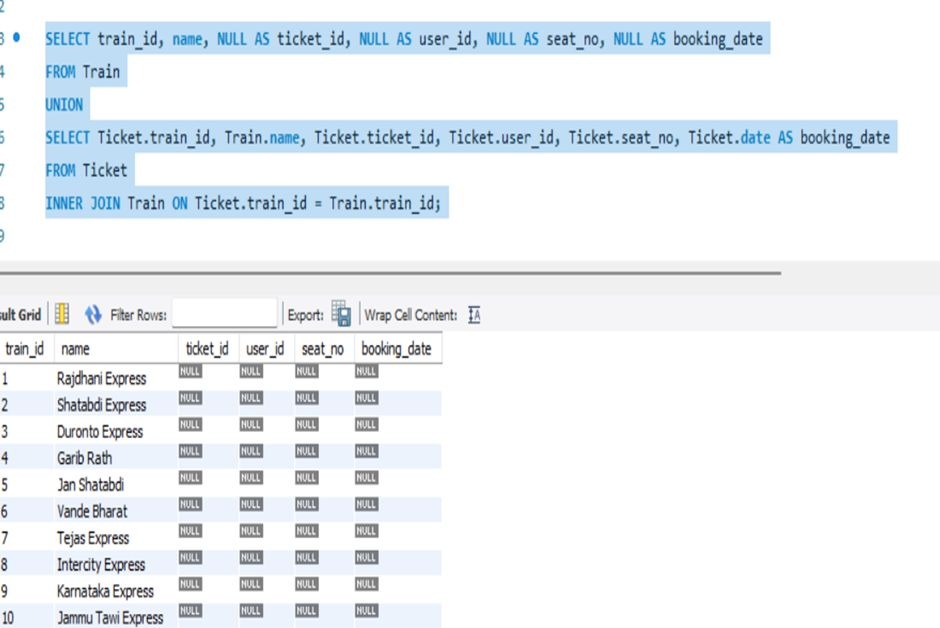 2
3 SELECT train_id, name, NULL AS ticket_id, NULL AS user_id, NULL AS seat_no, NULL AS booking_date
4 FROM Train
5 UNION
6 SELECT Ticket.train_id, Train.name, Ticket.ticket_id, Ticket.user_id, Ticket.seat_no, Ticket.date AS booking_date
7 FROM Ticket
8 INNER JOIN Train ON Ticket.train_id = Train.train_id;
9
sult Grid Filter Rows: Export: Wrap Cell Content: IA
train_id name ticket_id user_id seat_no booking_date
1 Rajdhani Express NULL NULL NULL NULL
2 Shatabdi Express NULL NULL NULL NULL
3 Duronto Express NULL NULL NULL NULL
4 Garib Rath NULL NULL NULL NULL
5 Jan Shatabdi NULL NULL NULL NULL
6 Vande Bharat NULL NULL NULL NULL
7 Tejas Express NULL NULL NULL NULL
8 Intercity Express NULL NULL NULL NULL
9 Karnataka Express NULL NULL NULL NULL
10 Jammu Tawi Express NULL NULL NULL NULL